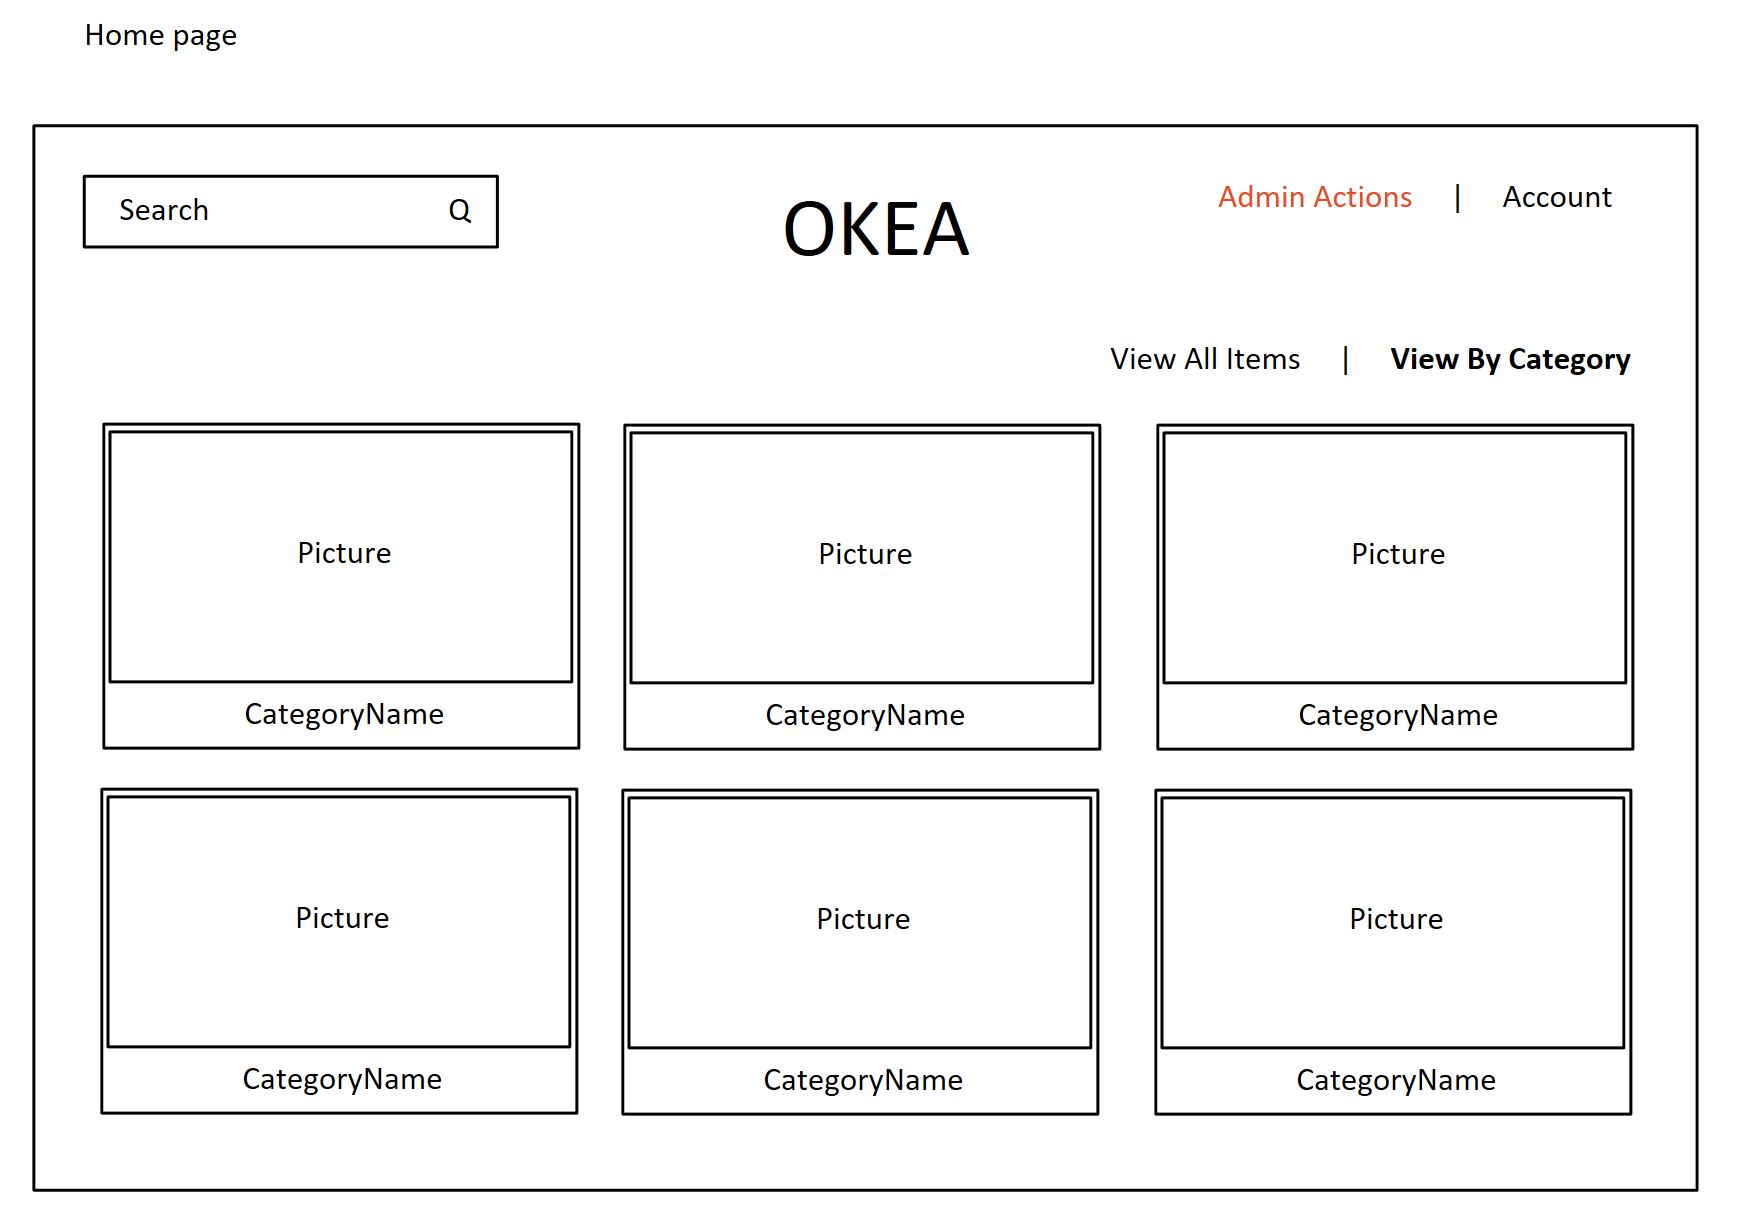 Home page
Search Q
OKEA
Admin Actions | Account
View All Items | View By Category
Picture Picture Picture
CategoryName CategoryName CategoryName
Picture Picture Picture
CategoryName CategoryName CategoryName